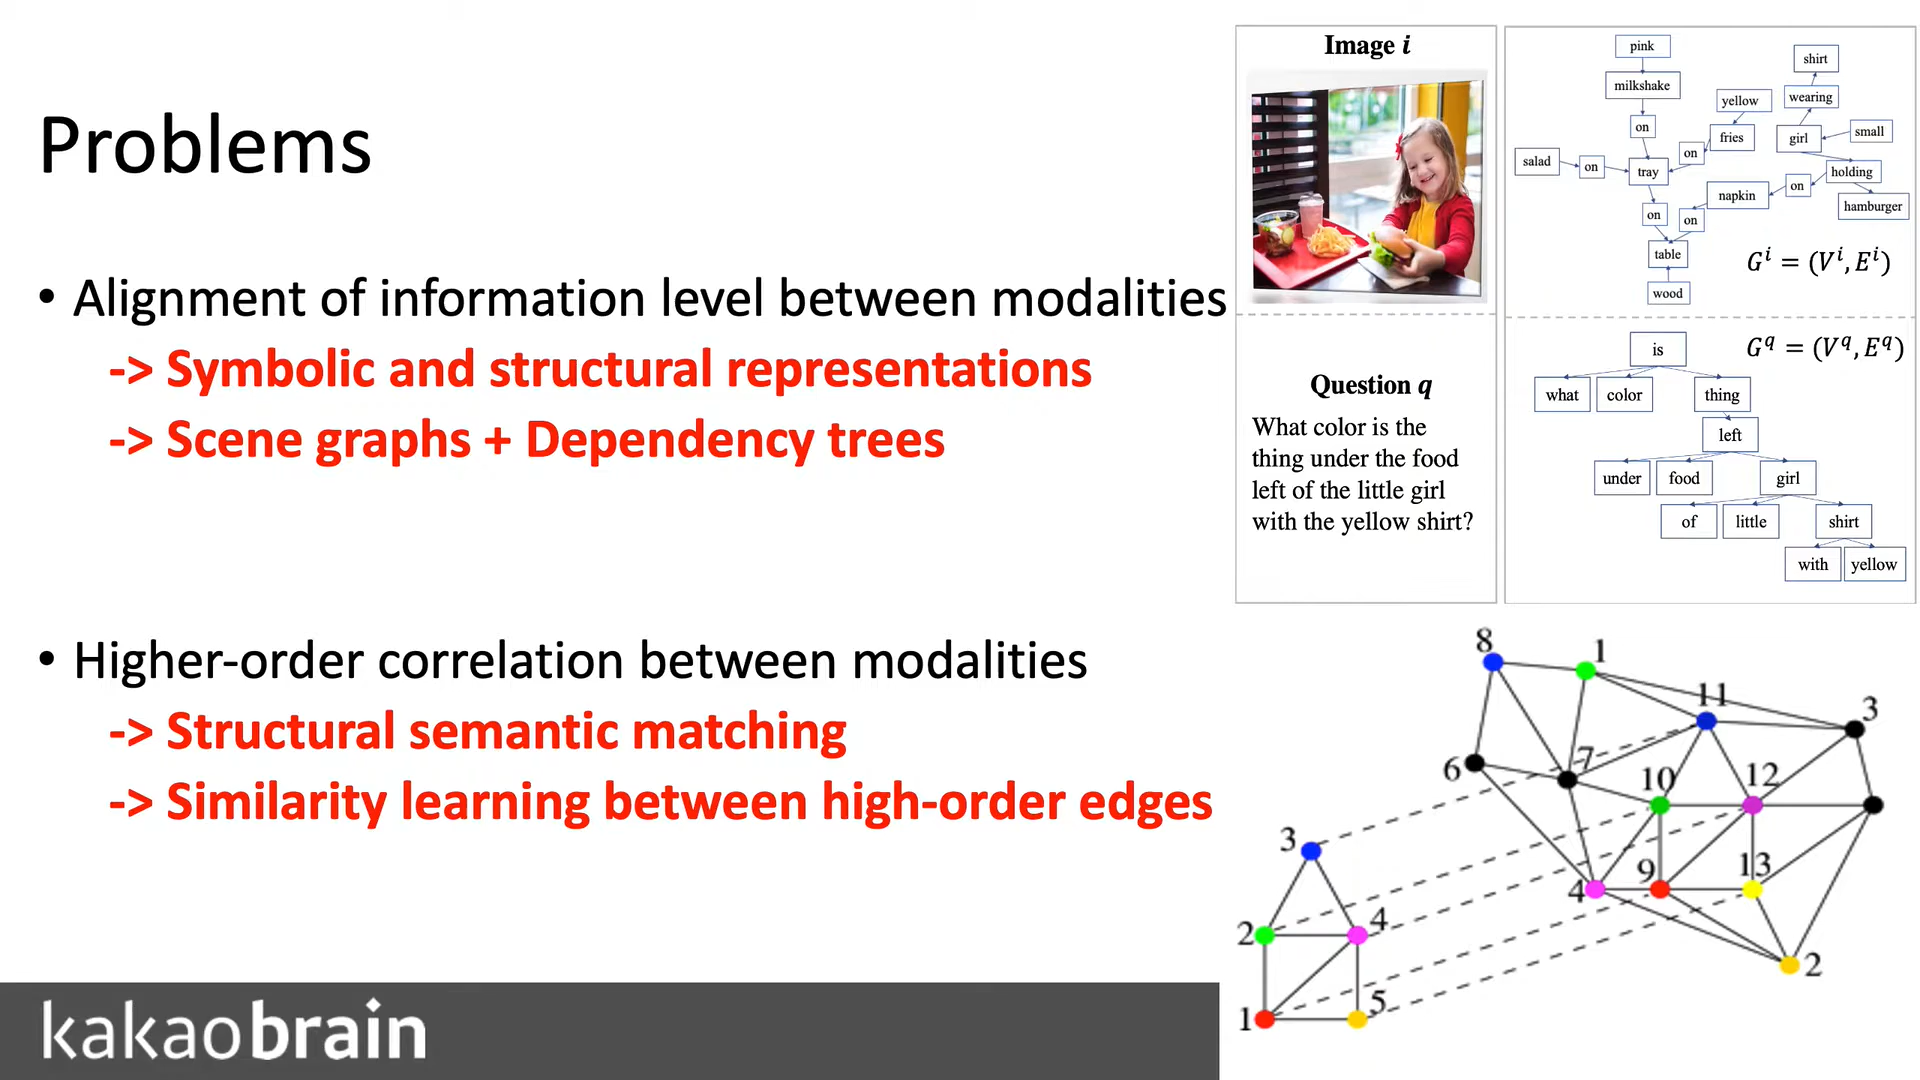 Problems
• Alignment of information level between modalities
-> Symbolic and structural representations
-> Scene graphs + Dependency trees
• Higher-order correlation between modalities
-> Structural semantic matching
-> Similarity learning between high-order edges
kakaobrain
Image i
Question q
What color is the
thing under the food
left of the little girl
with the yellow shirt?
pink
shirt
milkshake
yellow
wearing
on
fries
girl
small
salad
on
tray
on
holding
napkin
on
hamburger
on
on
table
wood
Gⁱ = (Vⁱ, Eⁱ)
is
G^q = (V^q, E^q)
what
color
thing
left
under
food
girl
of
little
shirt
with
yellow
8
1
11
3
6
7
10
12
4
9
13
2
3
2
4
1
5